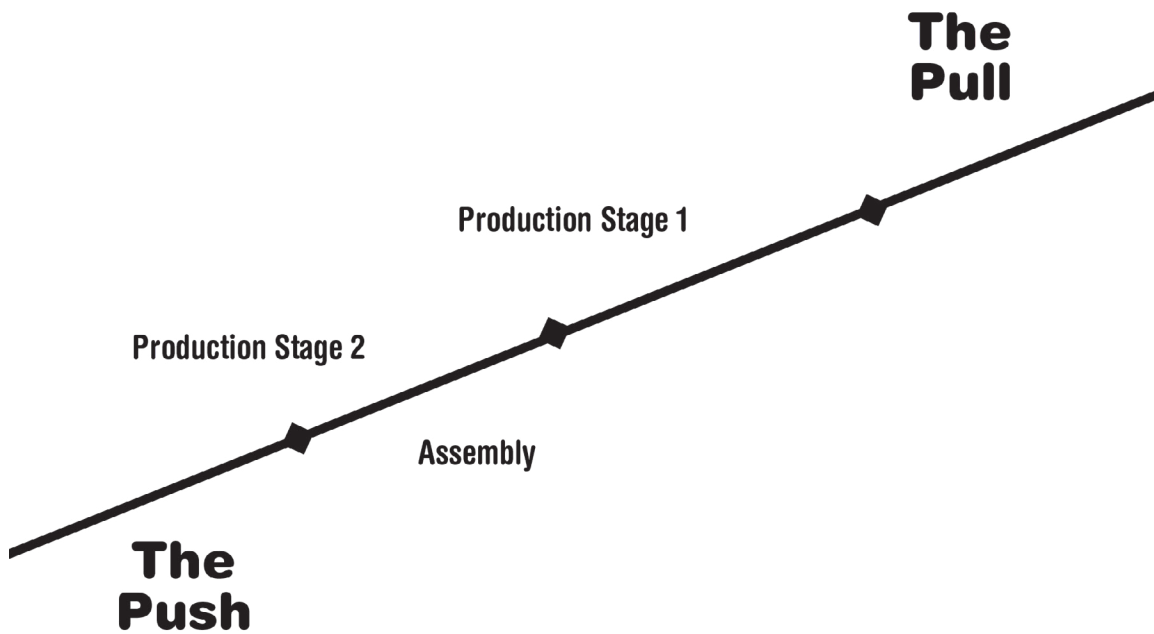 The
Pull
Production Stage 1
Production Stage 2
Assembly
The
Push